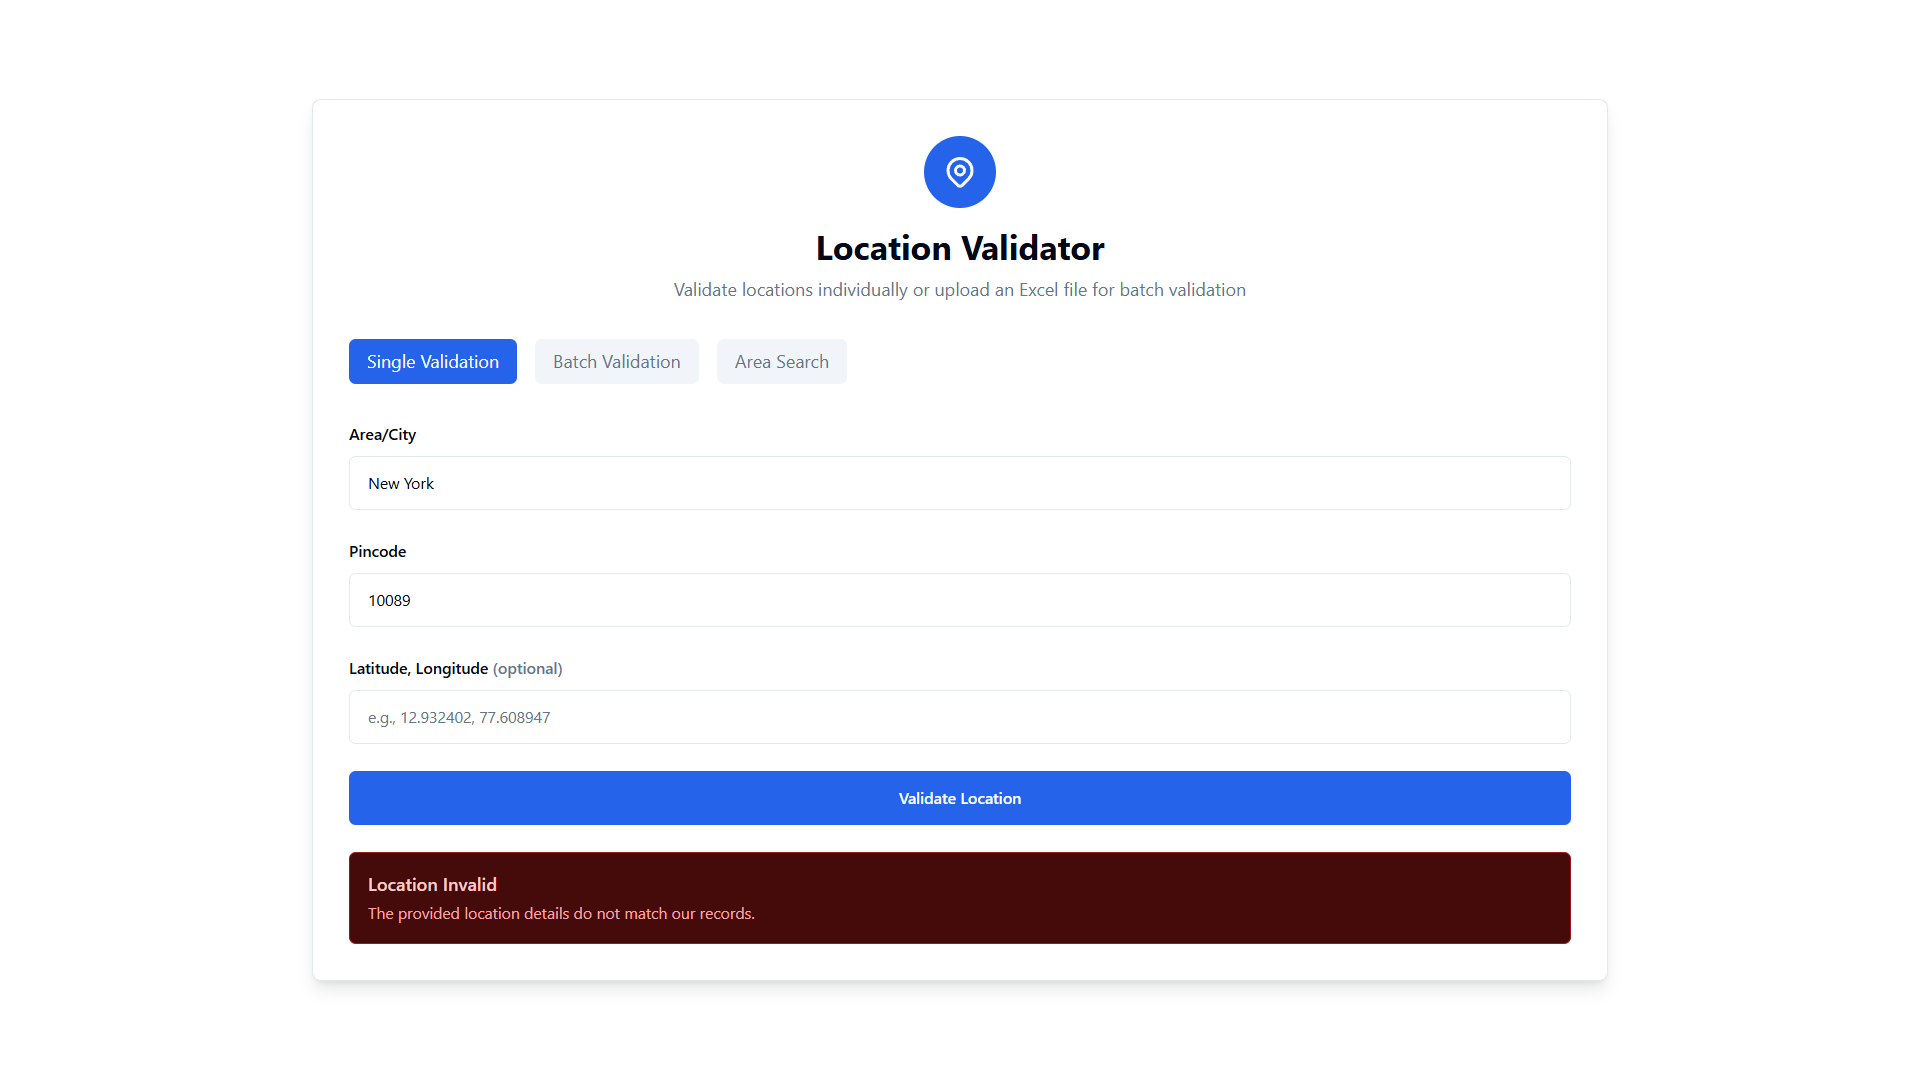 Location Validator
Validate locations individually or upload an Excel file for batch validation
Single Validation
Batch Validation
Area Search
Area/City
New York
Pincode
10089
Latitude, Longitude (optional)
e.g., 12.932402, 77.608947
Validate Location
Location Invalid
The provided location details do not match our records.